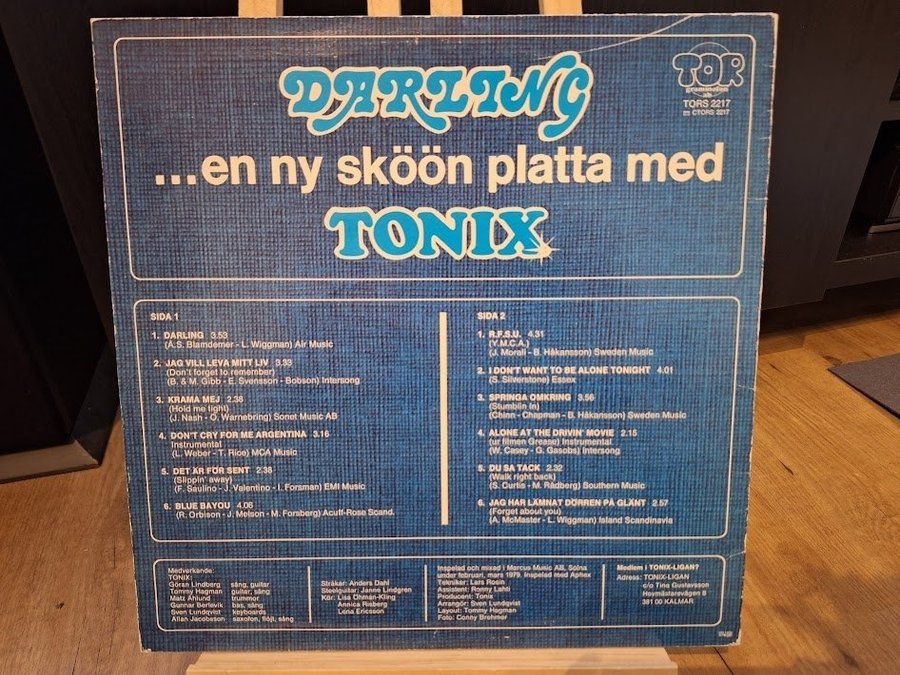 DARLING
...en ny sköön platta med
TONIX
TOR
grammofon
ab
TORS 2217
CTORS 2217
SIDA 1
1. DARLING 3.53
(Å.S. Blamdemer - L. Wiggman) Air Music
2. JAG VILL LEVA MITT LIV 3.33
(Don't forget to remember)
(B. & M. Gibb - E. Svensson - Bobson) Intersong
3. KRAMA MEJ 2.38
(Hold me tight)
(J. Nash - O. Warnebring) Sonet Music AB
4. DON'T CRY FOR ME ARGENTINA 3.16
Instrumental
(L. Weber - T. Rice) MCA Music
5. DET ÄR FÖR SENT 2.38
(Slippin' away)
(F. Saulino - J. Valentino - I. Forsman) EMI Music
6. BLUE BAYOU 4.06
(R. Orbison - J. Melson - M. Forsberg) Acuff-Rose Scand.
SIDA 2
1. R.F.S.U. 4.31
(Y.M.C.A.)
(J. Morali - B. Håkansson) Sweden Music
2. I DON'T WANT TO BE ALONE TONIGHT 4.01
(S. Silverstone) Essex
3. SPRINGA OMKRING 3.56
(Stumblin In)
(Chinn - Chapman - B. Håkansson) Sweden Music
4. ALONE AT THE DRIVIN' MOVIE 2.15
(ur filmen Grease) Instrumental
(W. Casey - G. Gasobs) Intersong
5. DU SA TACK 2.32
(Walk right back)
(S. Curtis - M. Rådberg) Southern Music
6. JAG HAR LÄMNAT DÖRREN PÅ GLÄNT 2.57
(Forget about you)
(A. McMaster - L. Wiggman) Island Scandinavia
Medverkande:
TONIX:
Göran Lindberg sång, guitar
Tommy Hagman guitar, sång
Matz Åhlund trummor
Gunnar Berlavik bas, sång
Sven Lundqvist keyboards
Allan Jacobsson saxofon, flöjt, sång
Stråkar: Anders Dahl
Steelguitar: Janne Lindgren
Kör: Lisa Öhman-Kling
Annica Risberg
Lena Ericsson
Inspelad och mixad i Marcus Music AB, Solna
under februari, mars 1979. Inspelad med Aphex
Tekniker: Lars Rosin
Assistent: Ronny Lahti
Producent: Tonix
Arrangör: Sven Lundqvist
Layout: Tommy Hagman
Foto: Conny Brehmer
Medlem i TONIX-LIGAN?
Adress: TONIX-LIGAN
c/o Tina Gustavsson
Hovmästarevägen 8
381 00 KALMAR